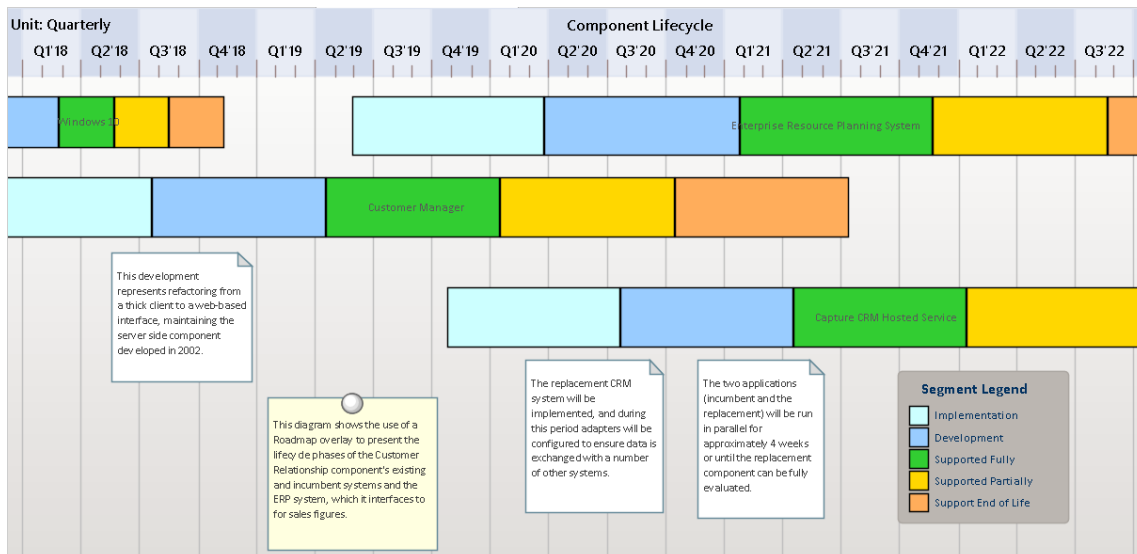 Unit: Quarterly
Component Lifecycle
Q1'18 Q2'18 Q3'18 Q4'18 Q1'19 Q2'19 Q3'19 Q4'19 Q1'20 Q2'20 Q3'20 Q4'20 Q1'21 Q2'21 Q3'21 Q4'21 Q1'22 Q2'22 Q3'22
Windows 10
Enterprise Resource Planning System
Customer Manager
This development
represents refactoring from
a thick client to a web-based
interface, maintaining the
server side component
developed in 2002.
Capture CRM Hosted Service
This diagram shows the use of a
Roadmap overlay to present the
lifecycle phases of the Customer
Relationship component's existing
and incumbent systems and the
ERP system, which it interfaces to
for sales figures.
The replacement CRM
system will be
implemented, and during
this period adapters will be
configured to ensure data is
exchanged with a number
of other systems.
The two applications
(incumbent and the
replacement) will be run
in parallel for
approximately 4 weeks
or until the replacement
component can be fully
evaluated.
Segment Legend
Implementation
Development
Supported Fully
Supported Partially
Support End of Life